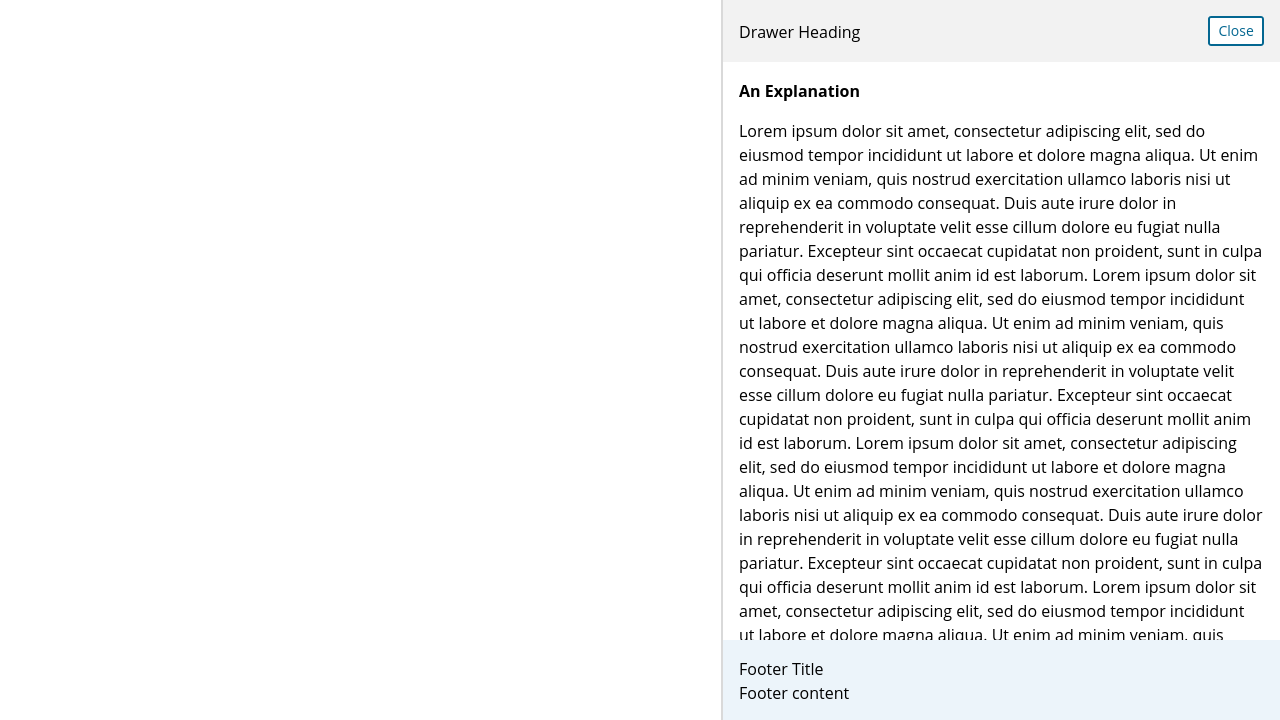 Drawer Heading
Close
An Explanation
Lorem ipsum dolor sit amet, consectetur adipiscing elit, sed do
eiusmod tempor incididunt ut labore et dolore magna aliqua. Ut enim
ad minim veniam, quis nostrud exercitation ullamco laboris nisi ut
aliquip ex ea commodo consequat. Duis aute irure dolor in
reprehenderit in voluptate velit esse cillum dolore eu fugiat nulla
pariatur. Excepteur sint occaecat cupidatat non proident, sunt in culpa
qui officia deserunt mollit anim id est laborum. Lorem ipsum dolor sit
amet, consectetur adipiscing elit, sed do eiusmod tempor incididunt
ut labore et dolore magna aliqua. Ut enim ad minim veniam, quis
nostrud exercitation ullamco laboris nisi ut aliquip ex ea commodo
consequat. Duis aute irure dolor in reprehenderit in voluptate velit
esse cillum dolore eu fugiat nulla pariatur. Excepteur sint occaecat
cupidatat non proident, sunt in culpa qui officia deserunt mollit anim
id est laborum. Lorem ipsum dolor sit amet, consectetur adipiscing
elit, sed do eiusmod tempor incididunt ut labore et dolore magna
aliqua. Ut enim ad minim veniam, quis nostrud exercitation ullamco
laboris nisi ut aliquip ex ea commodo consequat. Duis aute irure dolor
in reprehenderit in voluptate velit esse cillum dolore eu fugiat nulla
pariatur. Excepteur sint occaecat cupidatat non proident, sunt in culpa
qui officia deserunt mollit anim id est laborum. Lorem ipsum dolor sit
amet, consectetur adipiscing elit, sed do eiusmod tempor incididunt
ut labore et dolore magna aliqua. Ut enim ad minim veniam, quis
Footer Title
Footer content